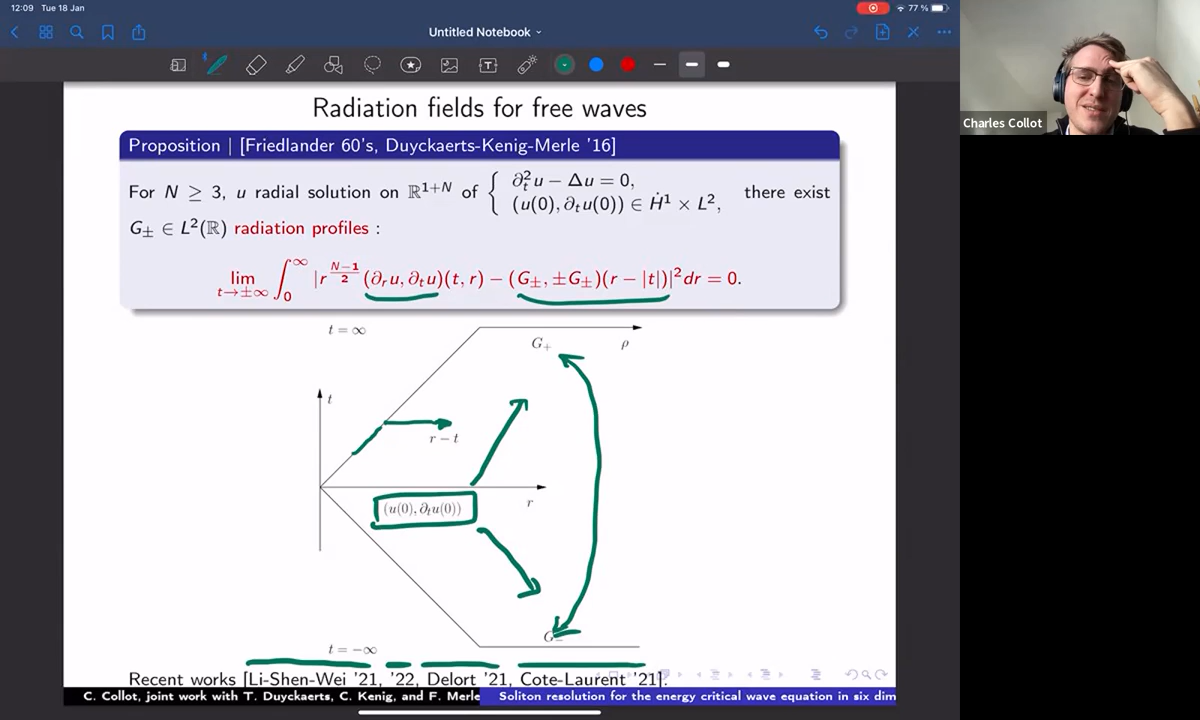 12:09 Tue 18 Jan
77 %
Untitled Notebook
Charles Collot
Radiation fields for free waves
Proposition | [Friedlander 60's, Duyckaerts-Kenig-Merle '16]
For N ≥ 3, u radial solution on ℝ^{1+N} of { ∂_t^2 u − Δu = 0,
(u(0), ∂_t u(0)) ∈ Ḣ^1 × L^2, there exist
G_± ∈ L^2(ℝ) radiation profiles :
lim_{t→±∞} ∫_0^∞ |r^{\frac{N−1}{2}} (∂_r u, ∂_t u)(t, r) − (G_±, ±G_±)(r − |t|)|^2 dr = 0.
t = ∞
G_+
ρ
t
r − t
r
(u(0), ∂_t u(0))
G_−
t = −∞
Recent works [Li-Shen-Wei '21, '22, Delort '21, Cote-Laurent '21].
C. Collot, joint work with T. Duyckaerts, C. Kenig, and F. Merle
Soliton resolution for the energy critical wave equation in six dim